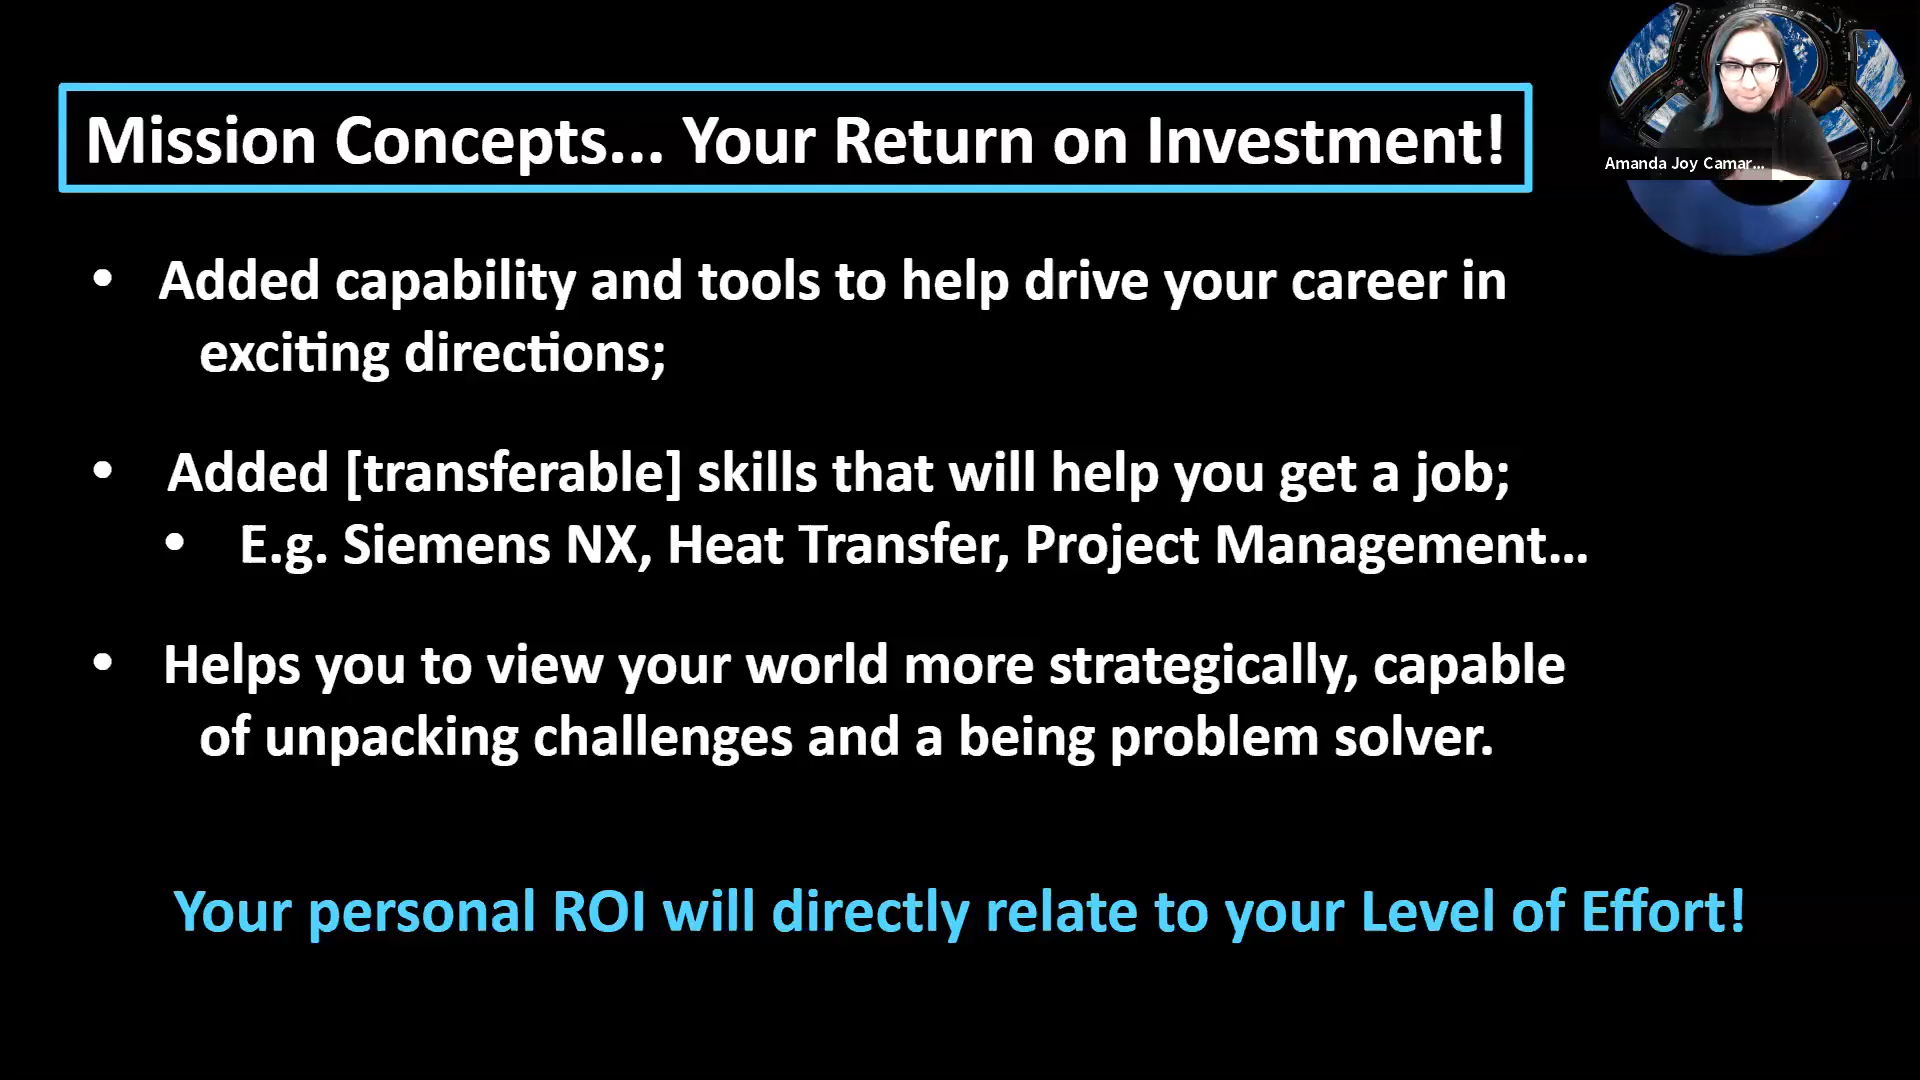 Mission Concepts... Your Return on Investment!
Amanda Joy Camar...
• Added capability and tools to help drive your career in
exciting directions;
• Added [transferable] skills that will help you get a job;
• E.g. Siemens NX, Heat Transfer, Project Management...
• Helps you to view your world more strategically, capable
of unpacking challenges and a being problem solver.
Your personal ROI will directly relate to your Level of Effort!